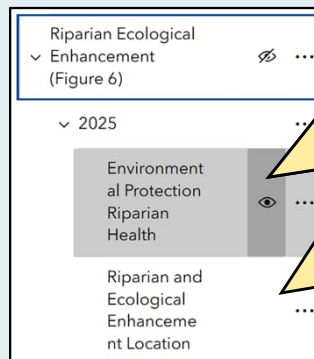 Riparian Ecological
Enhancement
(Figure 6)
2025
Environment
al Protection
Riparian
Health
Riparian and
Ecological
Enhanceme
nt Location